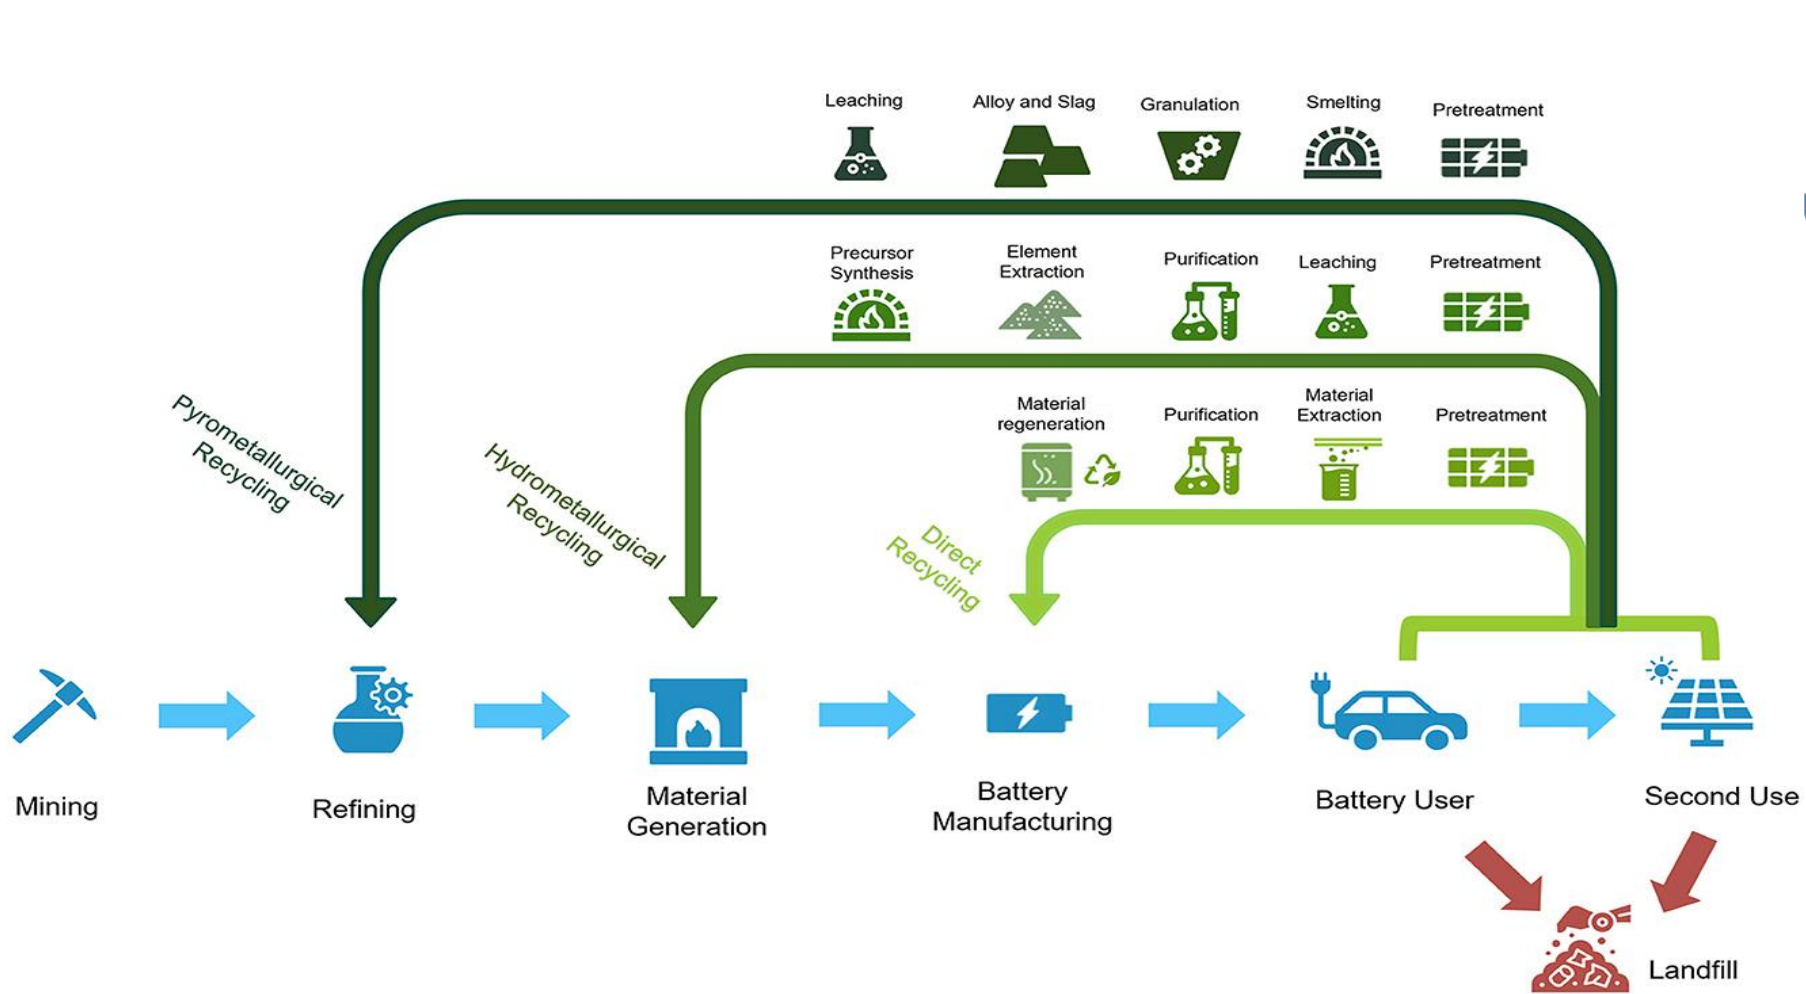 Leaching
Alloy and Slag
Granulation
Smelting
Pretreatment
Precursor
Synthesis
Element
Extraction
Purification
Leaching
Pretreatment
Material
regeneration
Purification
Material
Extraction
Pretreatment
Pyrometallurgical
Recycling
Hydrometallurgical
Recycling
Direct
Recycling
Mining
Refining
Material
Generation
Battery
Manufacturing
Battery User
Second Use
Landfill